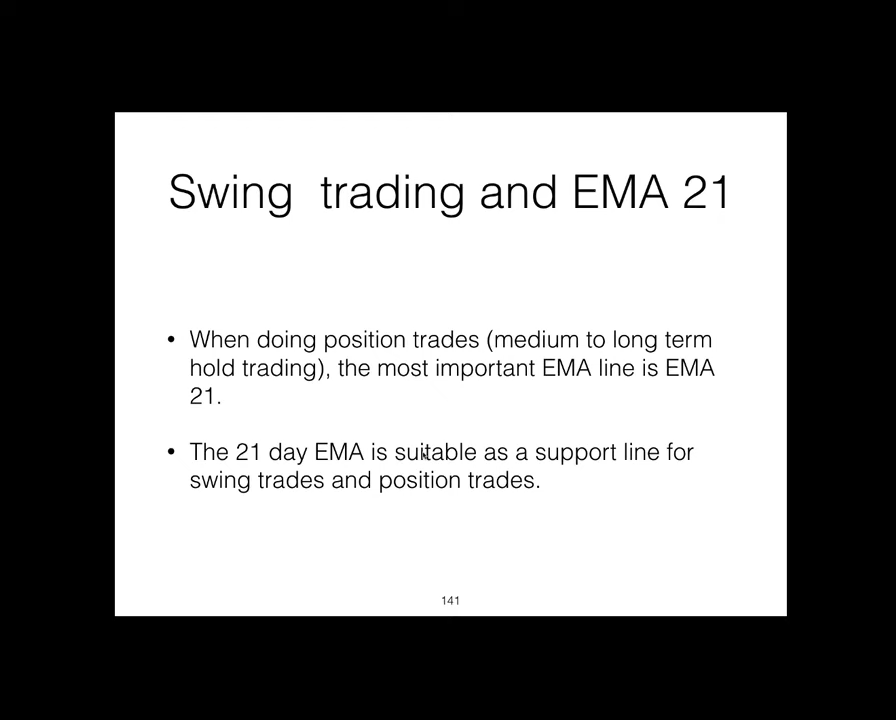 Swing  trading and EMA 21
• When doing position trades (medium to long term
hold trading), the most important EMA line is EMA
21.
• The 21 day EMA is suitable as a support line for
swing trades and position trades.
141